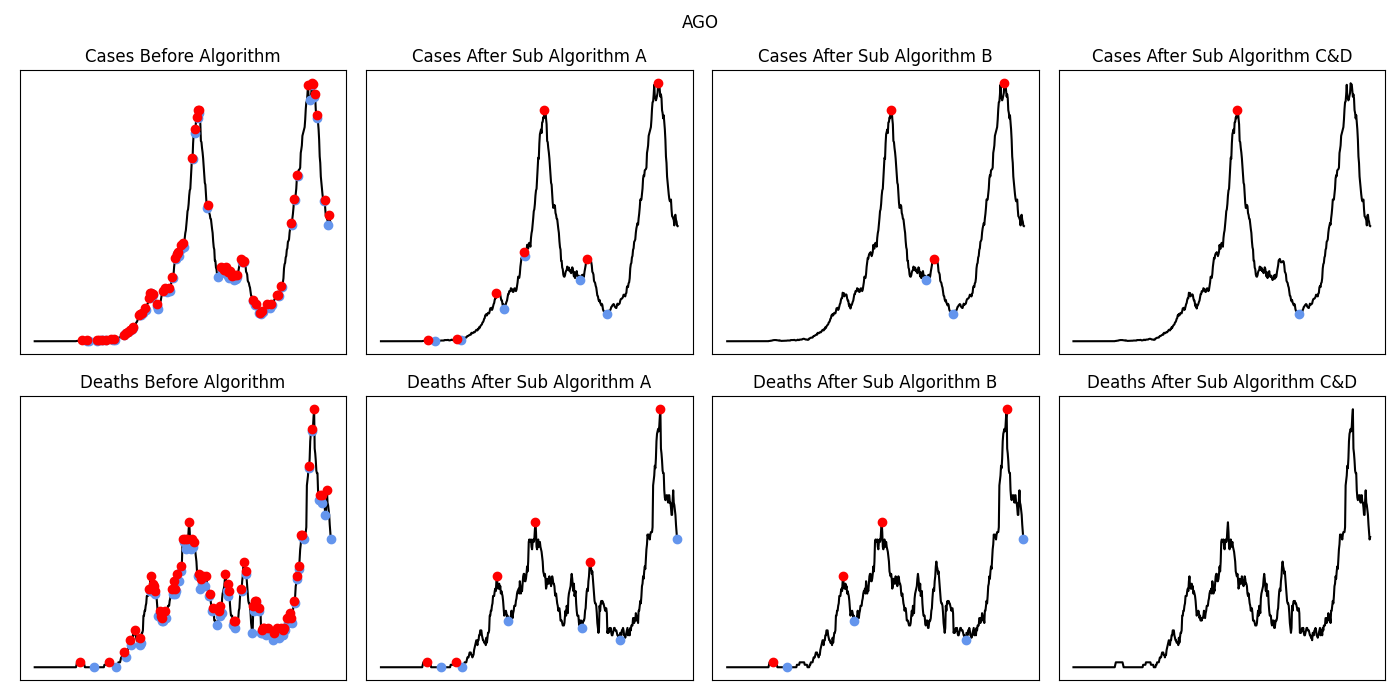 AGO
Cases Before Algorithm
Cases After Sub Algorithm A
Cases After Sub Algorithm B
Cases After Sub Algorithm C&D
Deaths Before Algorithm
Deaths After Sub Algorithm A
Deaths After Sub Algorithm B
Deaths After Sub Algorithm C&D